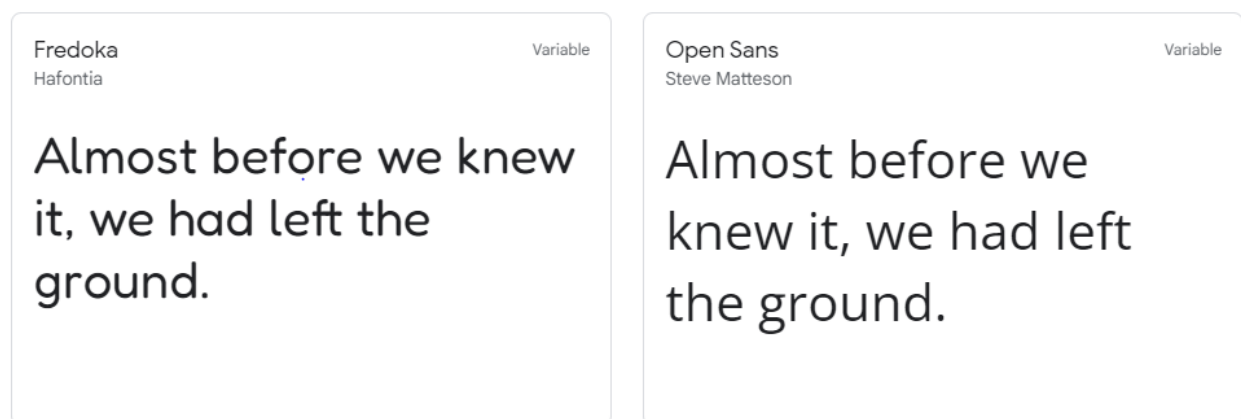 Fredoka
Variable
Hafontia
Almost before we knew
it, we had left the
ground.
Open Sans
Variable
Steve Matteson
Almost before we
knew it, we had left
the ground.